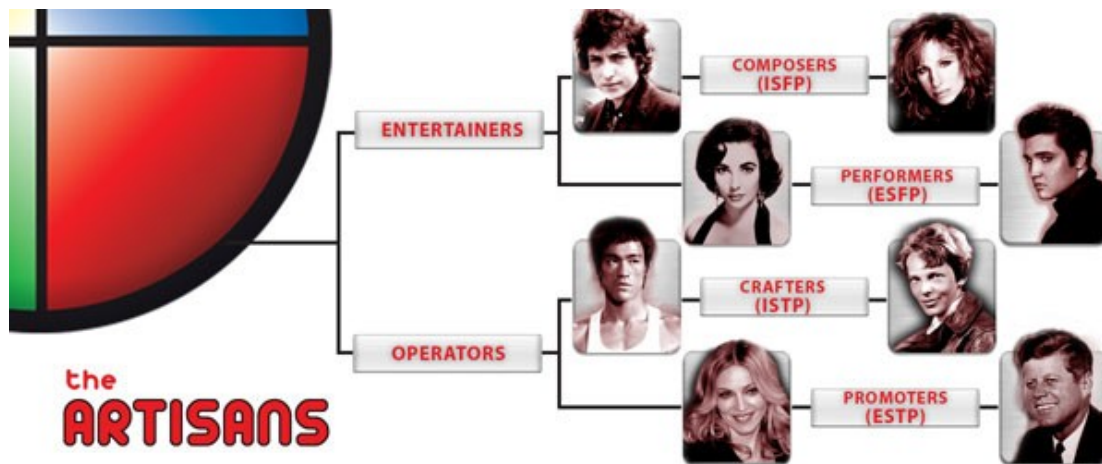 COMPOSERS
(ISFP)
ENTERTAINERS
PERFORMERS
(ESFP)
CRAFTERS
(ISTP)
OPERATORS
PROMOTERS
(ESTP)
the
ARTISANS